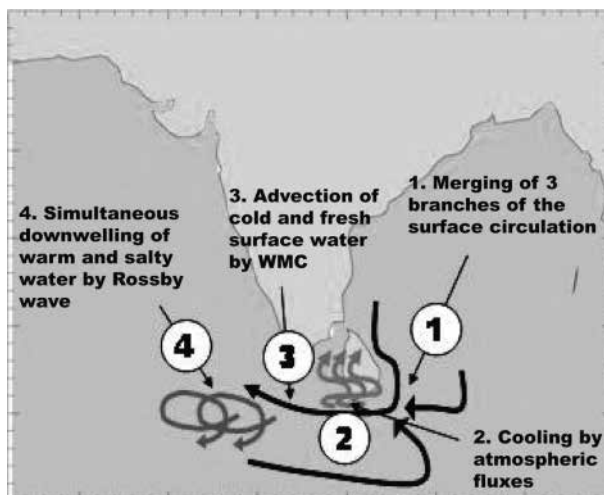 1. Merging of 3
branches of the
surface circulation
3. Advection of
cold and fresh
surface water
by WMC
4. Simultaneous
downwelling of
warm and salty
water by Rossby
wave
1
4
3
2
2. Cooling by
atmospheric
fluxes